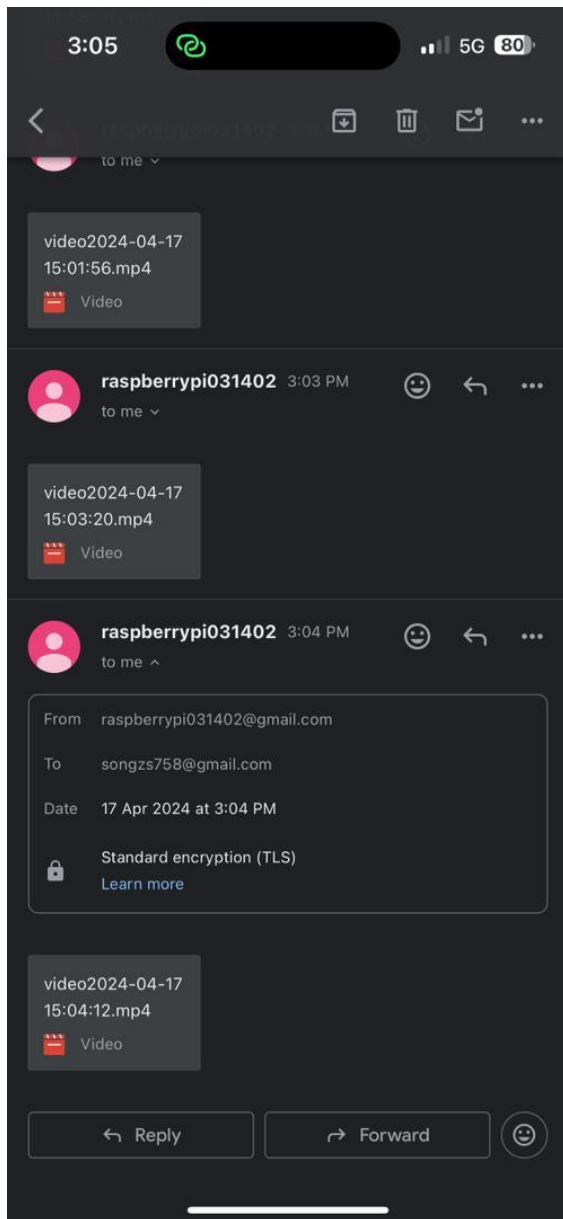 3:05 5G 80
raspberrypi031402
to me
video2024-04-17
15:01:56.mp4
Video
raspberrypi031402 3:03 PM
to me
video2024-04-17
15:03:20.mp4
Video
raspberrypi031402 3:04 PM
to me
From raspberrypi031402@gmail.com
To songzs758@gmail.com
Date 17 Apr 2024 at 3:04 PM
Standard encryption (TLS)
Learn more
video2024-04-17
15:04:12.mp4
Video
Reply Forward